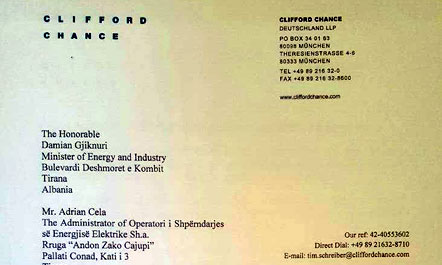 CLIFFORD
CHANCE
CLIFFORD CHANCE
DEUTSCHLAND LLP
PO BOX 34 01 63
80098 MÜNCHEN
THERESIENSTRASSE 4-6
80333 MÜNCHEN
TEL +49 89 216 32-0
FAX +49 89 216 32-8600
www.cliffordchance.com
The Honorable
Damian Gjiknuri
Minister of Energy and Industry
Bulevardi Deshmoret e Kombit
Tirana
Albania
Mr. Adrian Cela
The Administrator of Operatori i Shpërndarjes
së Energjisë Elektrike Sh.a.
Rruga "Andon Zako Cajupi"
Pallati Conad, Kati i 3
Our ref: 42-40553602
Direct Dial: +49 89 21632-8710
E-mail: tim.schreiber@cliffordchance.com